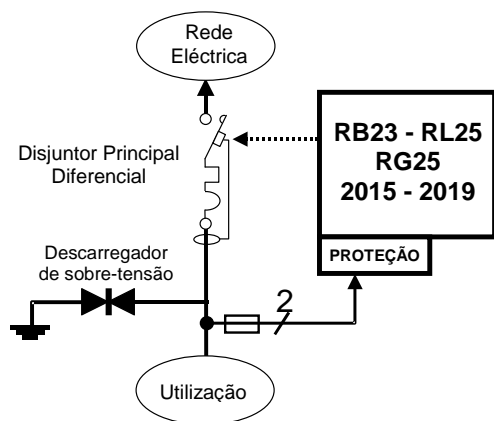 Rede
Eléctrica
Disjuntor Principal
Diferencial
RB23 - RL25
RG25
2015 - 2019
PROTEÇÃO
Descarregador
de sobre-tensão
2
Utilização